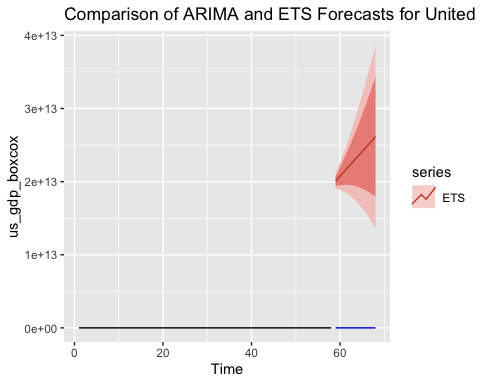 Comparison of ARIMA and ETS Forecasts for United
4e+13
3e+13
2e+13
1e+13
0e+00
us_gdp_boxcox
0 20 40 60
Time
series
ETS